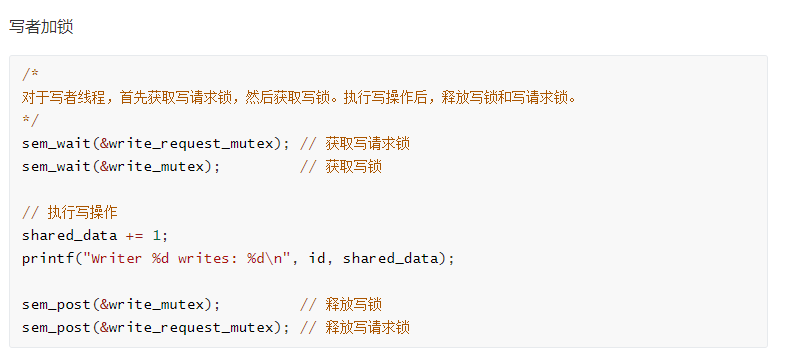 写者加锁
/*
对于写者线程，首先获取写请求锁，然后获取写锁。执行写操作后，释放写锁和写请求锁。
*/
sem_wait(&write_request_mutex); // 获取写请求锁
sem_wait(&write_mutex);         // 获取写锁
// 执行写操作
shared_data += 1;
printf("Writer %d writes: %d\n", id, shared_data);
sem_post(&write_mutex);         // 释放写锁
sem_post(&write_request_mutex); // 释放写请求锁